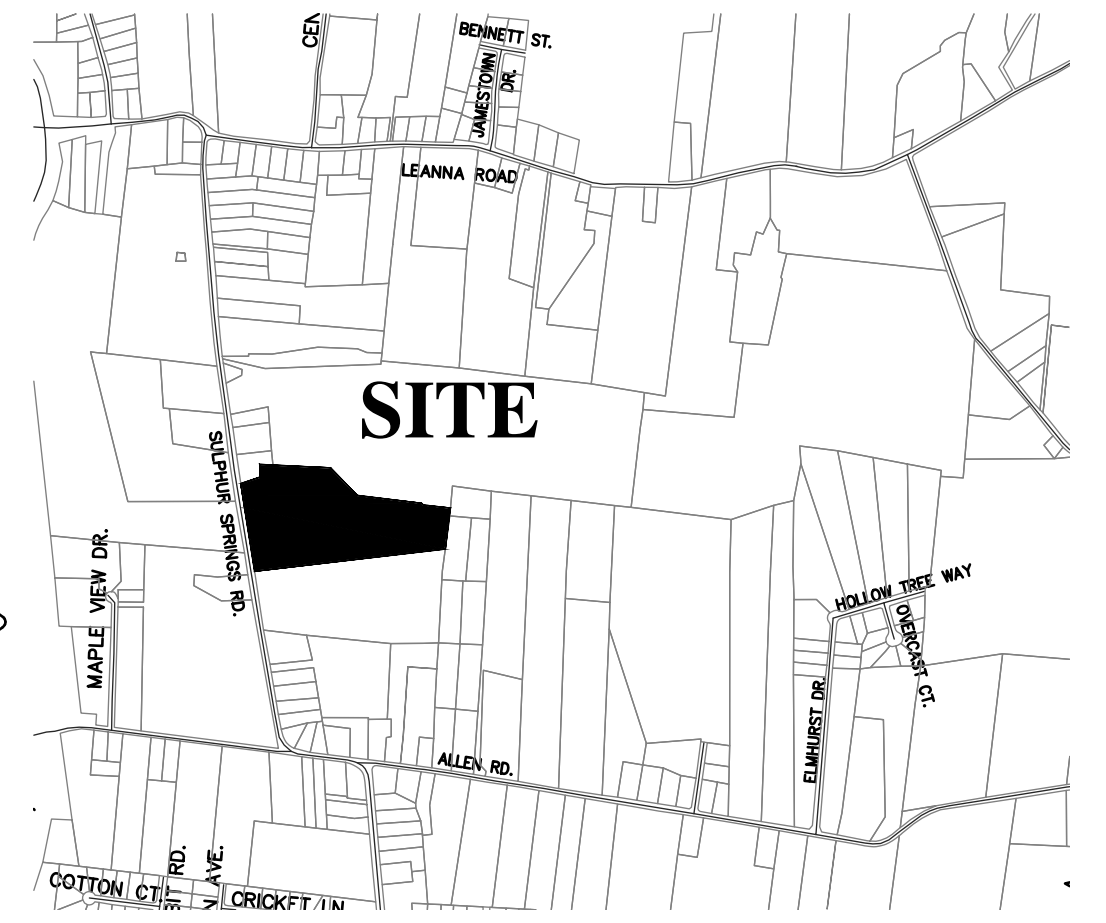 CEN
BENNETT ST.
JAMESTOWN
DR.
LEANNA ROAD
SITE
SULPHUR SPRINGS RD.
MAPLE VIEW DR.
HOLLOW TREE WAY
OVERCAST CT.
ELMHURST DR.
ALLEN RD.
RD.
AVE.
COTTON CT.
CRICKET LN